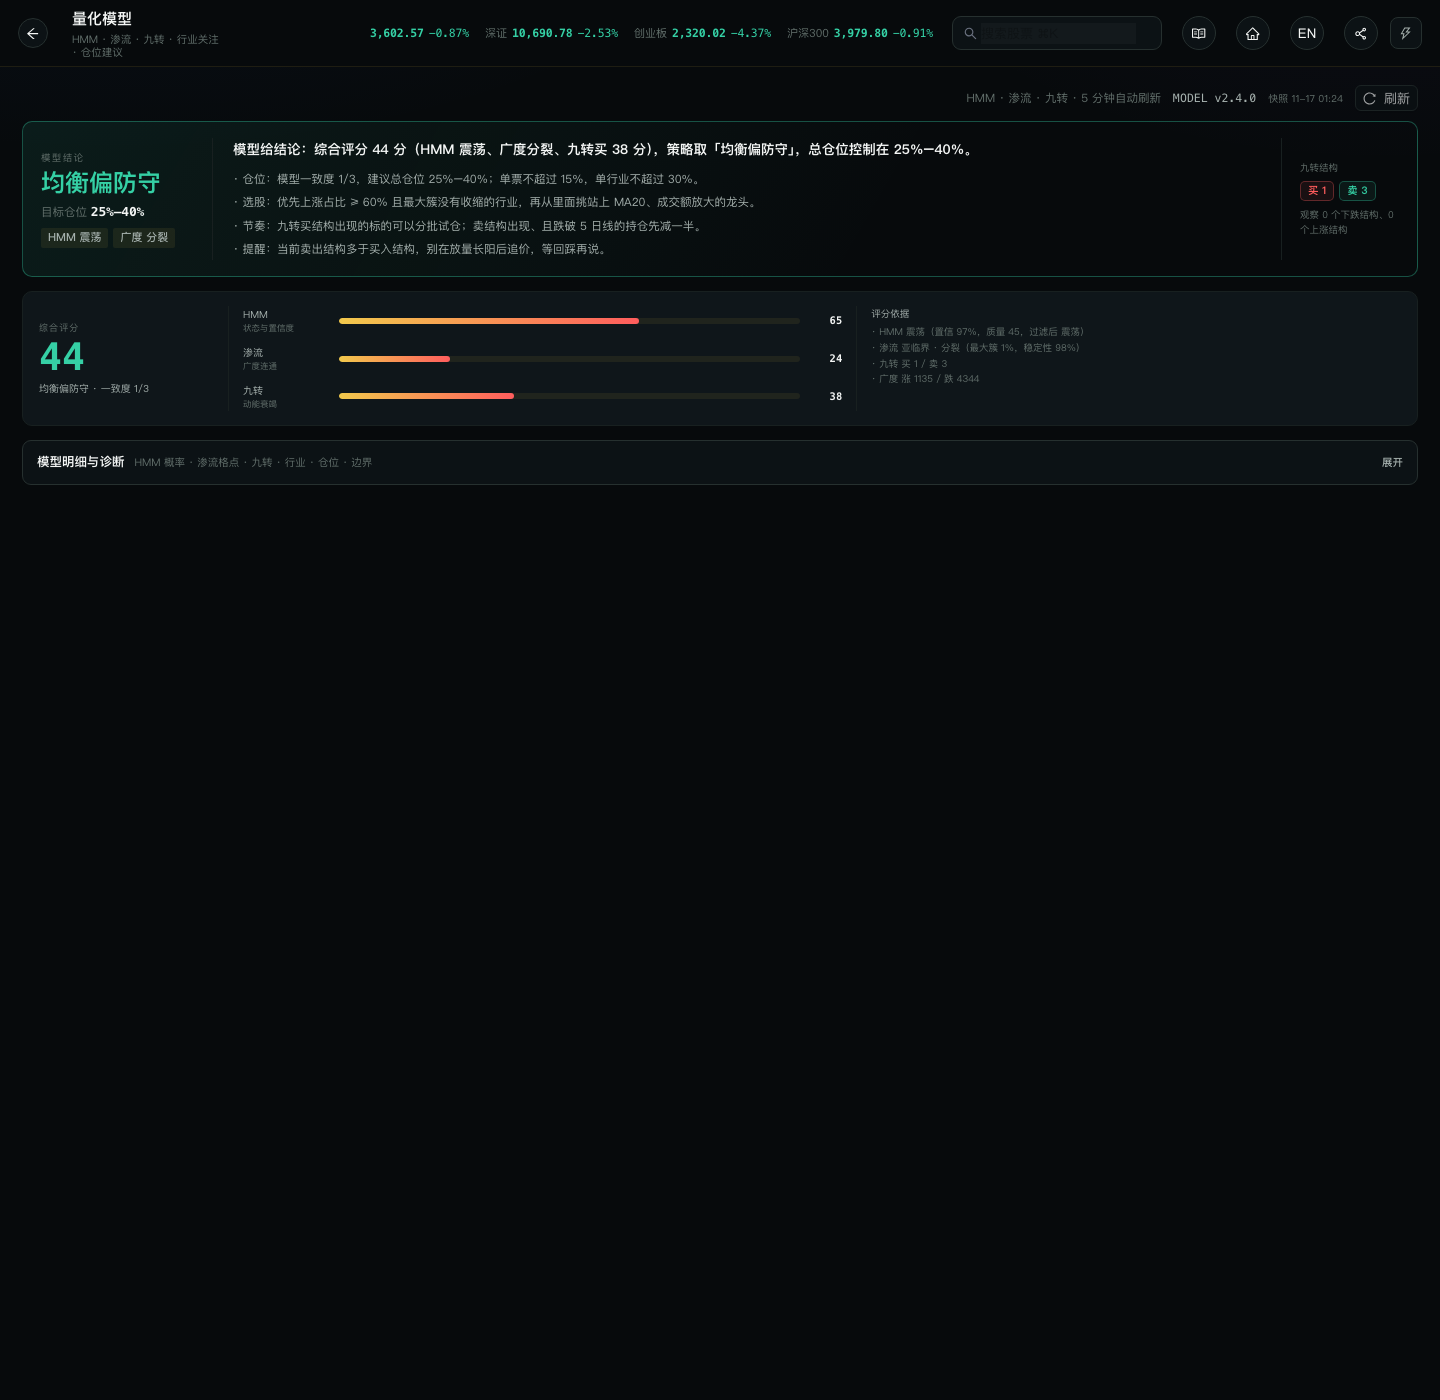 量化模型
HMM · 渗流 · 九转 · 行业关注
· 仓位建议
3,602.57 −0.87% 深证 10,690.78 −2.53% 创业板 2,320.02 −4.37% 沪深300 3,979.80 −0.91%
EN
HMM · 渗流 · 九转 · 5 分钟自动刷新 MODEL v2.4.0 快照 11-17 01:24 刷新
模型结论
均衡偏防守
目标仓位 25%—40%
HMM 震荡 广度 分裂
模型给结论：综合评分 44 分（HMM 震荡、广度分裂、九转买 38 分），策略取「均衡偏防守」，总仓位控制在 25%—40%。
· 仓位：模型一致度 1/3，建议总仓位 25%—40%；单票不超过 15%，单行业不超过 30%。
· 选股：优先上涨占比 ≥ 60% 且最大簇没有收缩的行业，再从里面挑站上 MA20、成交额放大的龙头。
· 节奏：九转买结构出现的标的可以分批试仓；卖结构出现、且跌破 5 日线的持仓先减一半。
· 提醒：当前卖出结构多于买入结构，别在放量长阳后追价，等回踩再说。
九转结构
买 1 卖 3
观察 0 个下跌结构、0
个上涨结构
综合评分
44
均衡偏防守 · 一致度 1/3
HMM
状态与置信度
65
渗流
广度连通
24
九转
动能衰竭
38
评分依据
· HMM 震荡（置信 97%，质量 45，过滤后 震荡）
· 渗流 亚临界 · 分裂（最大簇 1%，稳定性 98%）
· 九转 买 1 / 卖 3
· 广度 涨 1135 / 跌 4344
模型明细与诊断 HMM 概率 · 渗流格点 · 九转 · 行业 · 仓位 · 边界 展开